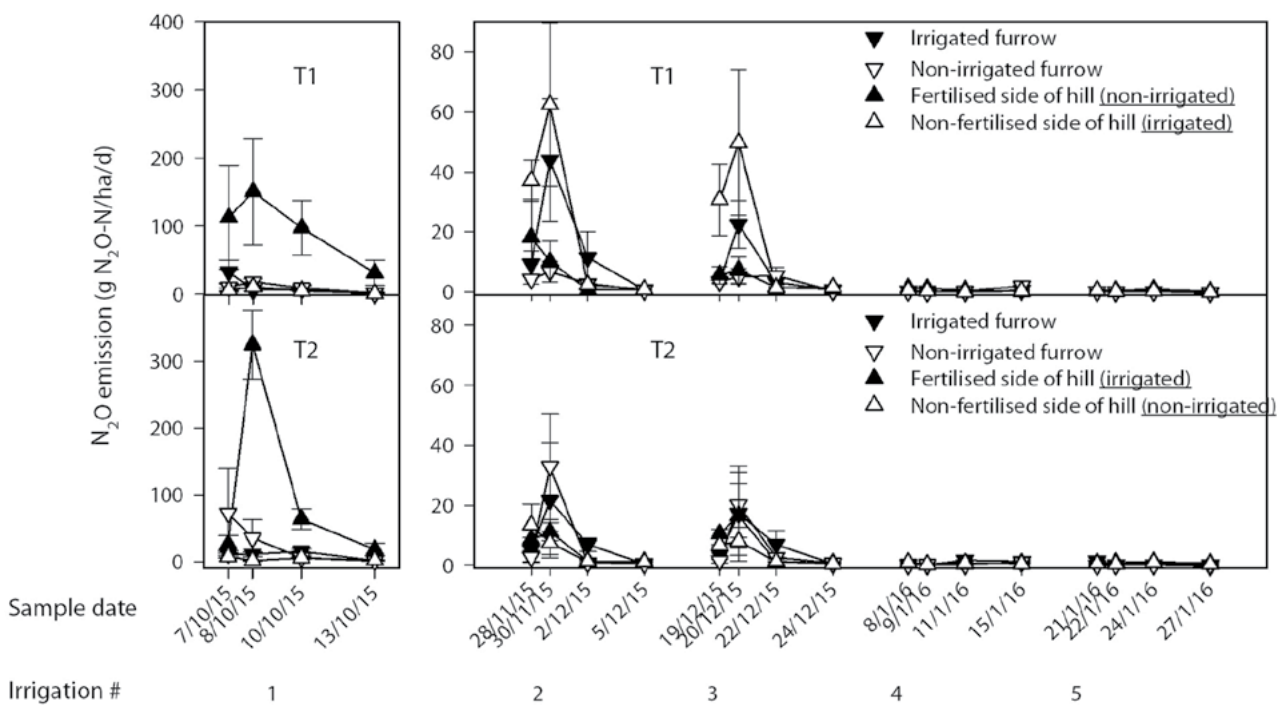 400
300
200
100
0
T1
80
60
40
20
0
T1
Irrigated furrow
Non-irrigated furrow
Fertilised side of hill (non-irrigated)
Non-fertilised side of hill (irrigated)
N2O emission (g N2O-N/ha/d)
300
200
100
0
T2
80
60
40
20
0
T2
Irrigated furrow
Non-irrigated furrow
Fertilised side of hill (irrigated)
Non-fertilised side of hill (non-irrigated)
Sample date
7/10/15
8/10/15
10/10/15
13/10/15
28/11/15
30/11/15
2/12/15
5/12/15
19/12/15
20/12/15
22/12/15
24/12/15
8/1/16
9/1/16
11/1/16
15/1/16
21/1/16
22/1/16
24/1/16
27/1/16
Irrigation # 1 2 3 4 5